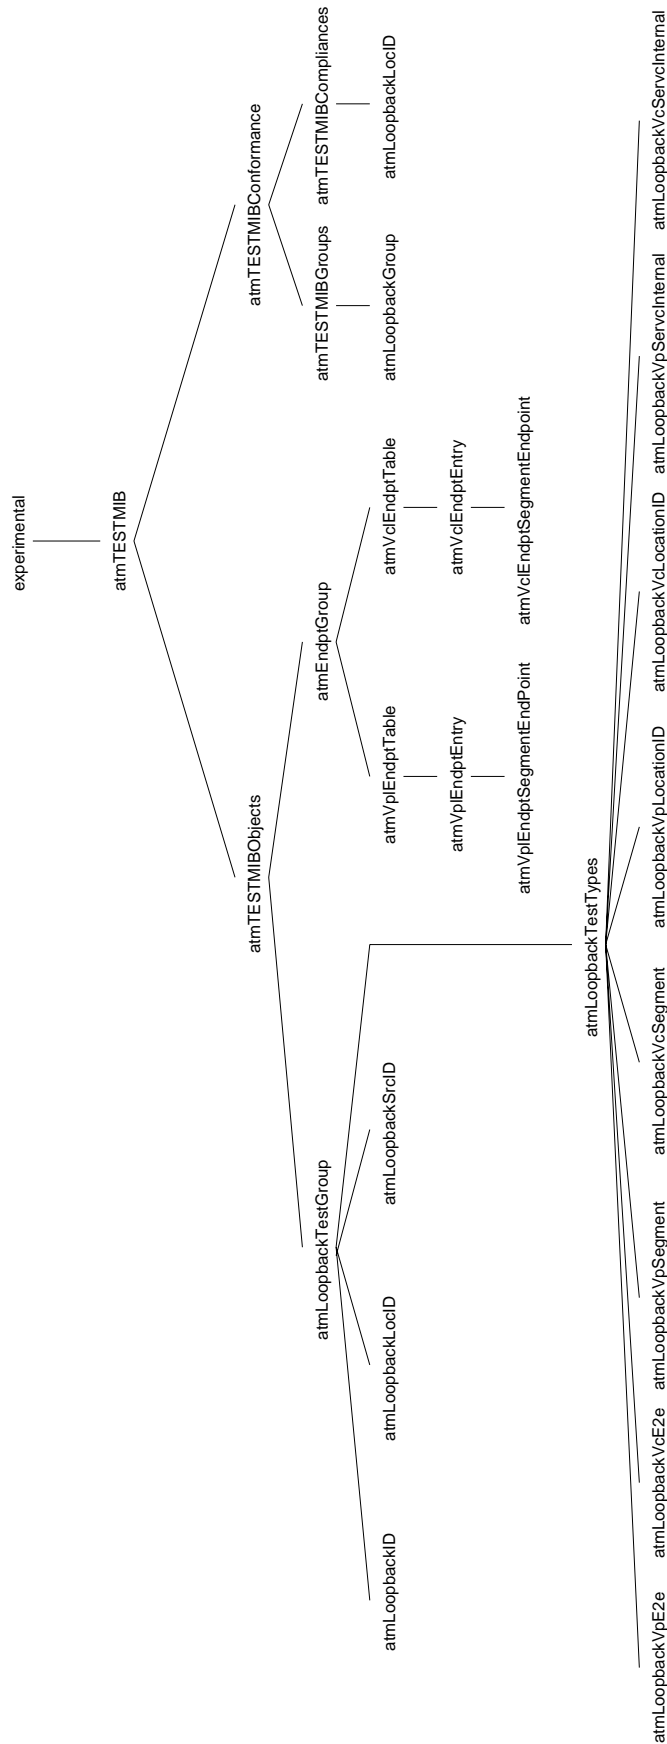 experimental
atmTESTMIB
atmTESTMIBObjects
atmTESTMIBConformance
atmLoopbackTestGroup
atmEndptGroup
atmTESTMIBGroups
atmTESTMIBCompliances
atmLoopbackID
atmLoopbackLocID
atmLoopbackSrcID
atmVplEndptTable
atmVclEndptTable
atmLoopbackGroup
atmLoopbackLocID
atmVplEndptEntry
atmVclEndptEntry
atmVplEndptSegmentEndPoint
atmVclEndptSegmentEndpoint
atmLoopbackTestTypes
atmLoopbackVpE2e
atmLoopbackVcE2e
atmLoopbackVpSegment
atmLoopbackVcSegment
atmLoopbackVpLocationID
atmLoopbackVcLocationID
atmLoopbackVpServcInternal
atmLoopbackVcServcInternal